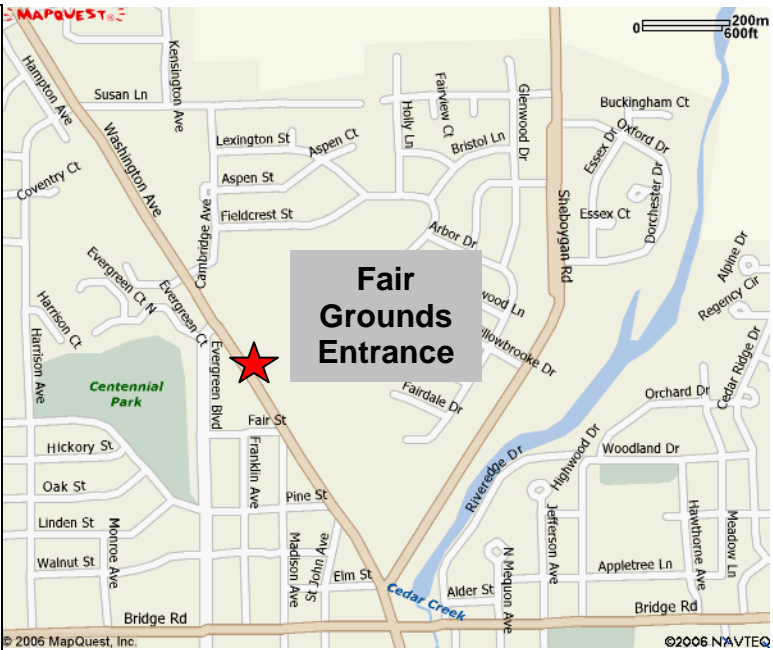 MAPQUEST
0 200m
600ft
Hampton Ave
Kensington Ave
Susan Ln
Washington Ave
Lexington St
Aspen Ct
Aspen St
Fieldcrest St
Cambridge Ave
Coventry Ct
Holly Ln
Fairview Ct
Glenwood Dr
Bristol Ln
Buckingham Ct
Oxford Dr
Essex Dr
Dorchester Dr
Essex Ct
Sheboygan Rd
Arbor Dr
Alpine Dr
Regency Cir
Evergreen Ct N
Evergreen Ct
Harrison Ct
Harrison Ave
Evergreen Blvd
Fair
Grounds
Entrance
wood Ln
llowbrooke Dr
Fairdale Dr
Cedar Ridge Dr
Orchard Dr
Centennial
Park
Fair St
Franklin Ave
Hickory St
Oak St
Pine St
Linden St
Monroe Ave
Walnut St
Madison Ave
St John Ave
Elm St
Riveredge Dr
Highwood Dr
Woodland Dr
Jefferson Ave
Hawthorne Ave
Meadow Ln
N Mequon Ave
Appletree Ln
Alder St
Cedar Creek
Bridge Rd
Bridge Rd
© 2006 MapQuest, Inc.
©2006 NAVTEQ